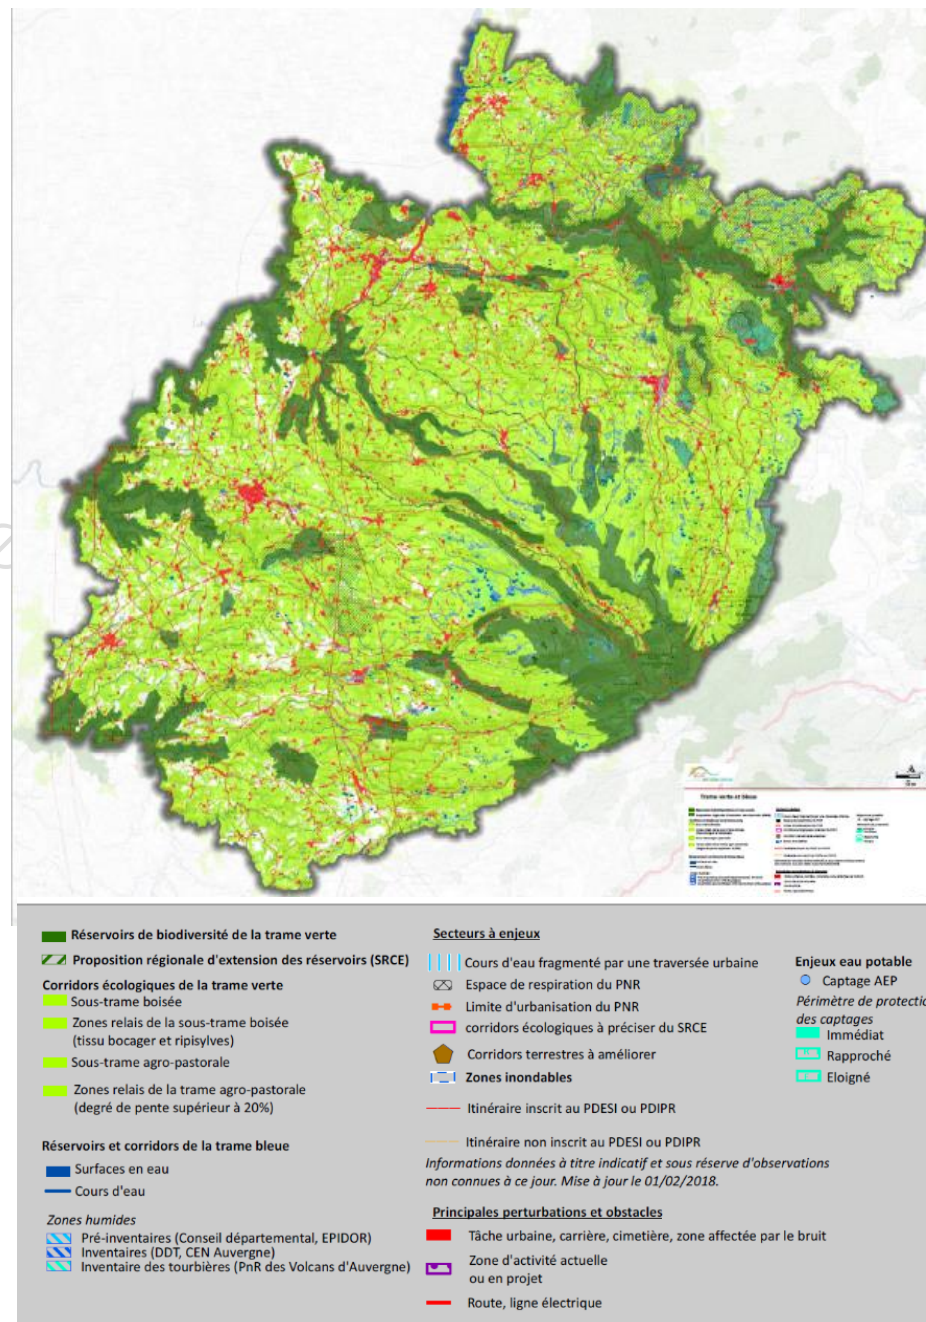 Trame verte et bleue
Réservoirs de biodiversité de la trame verte
Proposition régionale d'extension des réservoirs (SRCE)
Corridors écologiques de la trame verte
Sous-trame boisée
Zones relais de la sous-trame boisée
(tissu bocager et ripisylves)
Sous-trame agro-pastorale
Zones relais de la trame agro-pastorale
(degré de pente supérieur à 20%)
Réservoirs et corridors de la trame bleue
Surfaces en eau
Cours d'eau
Zones humides
Pré-inventaires (Conseil départemental, EPIDOR)
Inventaires (DDT, CEN Auvergne)
Inventaire des tourbières (PnR des Volcans d'Auvergne)
Secteurs à enjeux
Cours d'eau fragmenté par une traversée urbaine
Espace de respiration du PNR
Limite d'urbanisation du PNR
corridors écologiques à préciser du SRCE
Corridors terrestres à améliorer
Zones inondables
Itinéraire inscrit au PDESI ou PDIPR
Itinéraire non inscrit au PDESI ou PDIPR
Informations données à titre indicatif et sous réserve d'observations
non connues à ce jour. Mise à jour le 01/02/2018.
Principales perturbations et obstacles
Tâche urbaine, carrière, cimetière, zone affectée par le bruit
Zone d'activité actuelle
ou en projet
Route, ligne électrique
Enjeux eau potable
Captage AEP
Périmètre de protectio
des captages
Immédiat
Rapproché
Eloigné